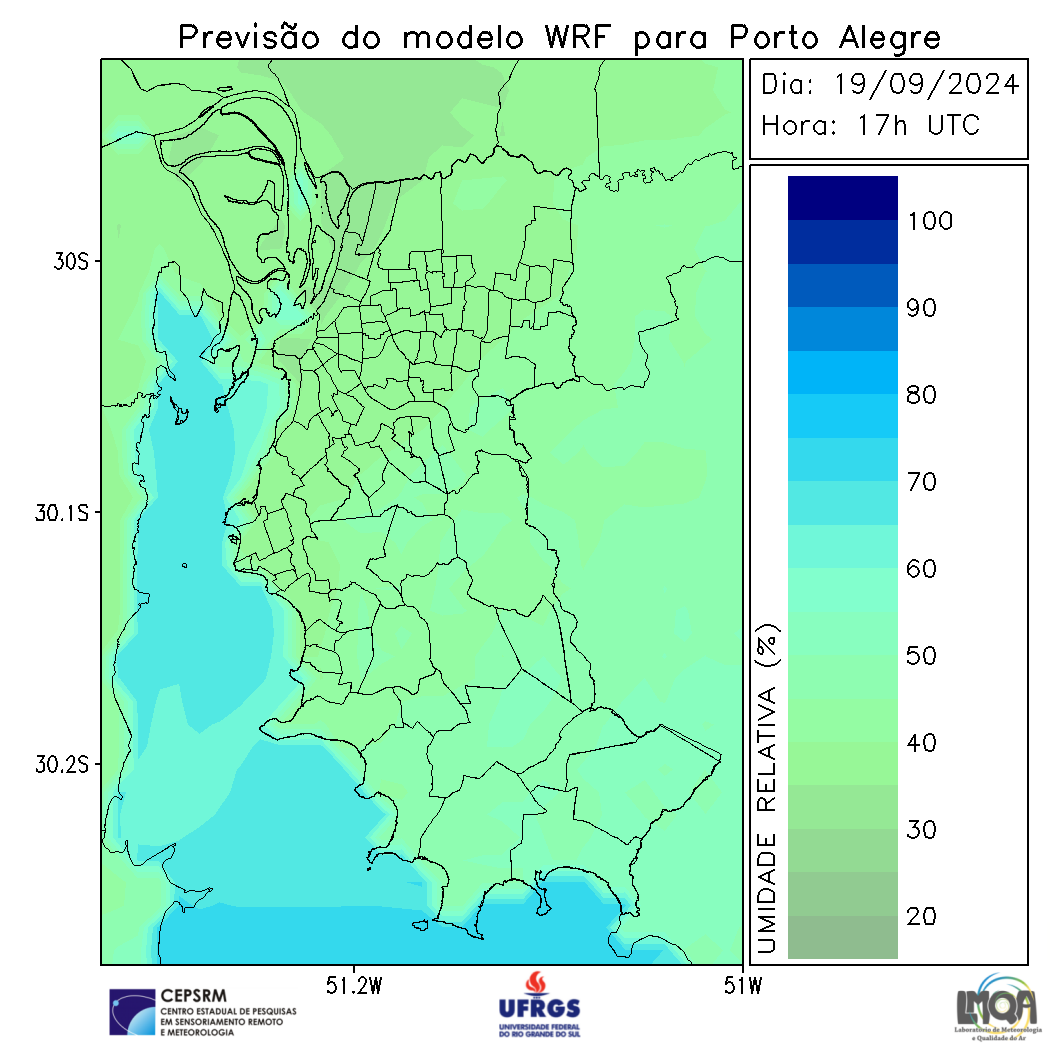 Previsão do modelo WRF para Porto Alegre
Dia: 19/09/2024
Hora: 17h UTC
100
90
80
70
60
50
40
30
20
UMIDADE RELATIVA (%)
30S
30.1S
30.2S
51.2W
51W
CEPSRM
CENTRO ESTADUAL DE PESQUISAS
EM SENSORIAMENTO REMOTO
E METEOROLOGIA
UFRGS
UNIVERSIDADE FEDERAL
DO RIO GRANDE DO SUL
LMQA
Laboratório de Meteorologia
e Qualidade do Ar